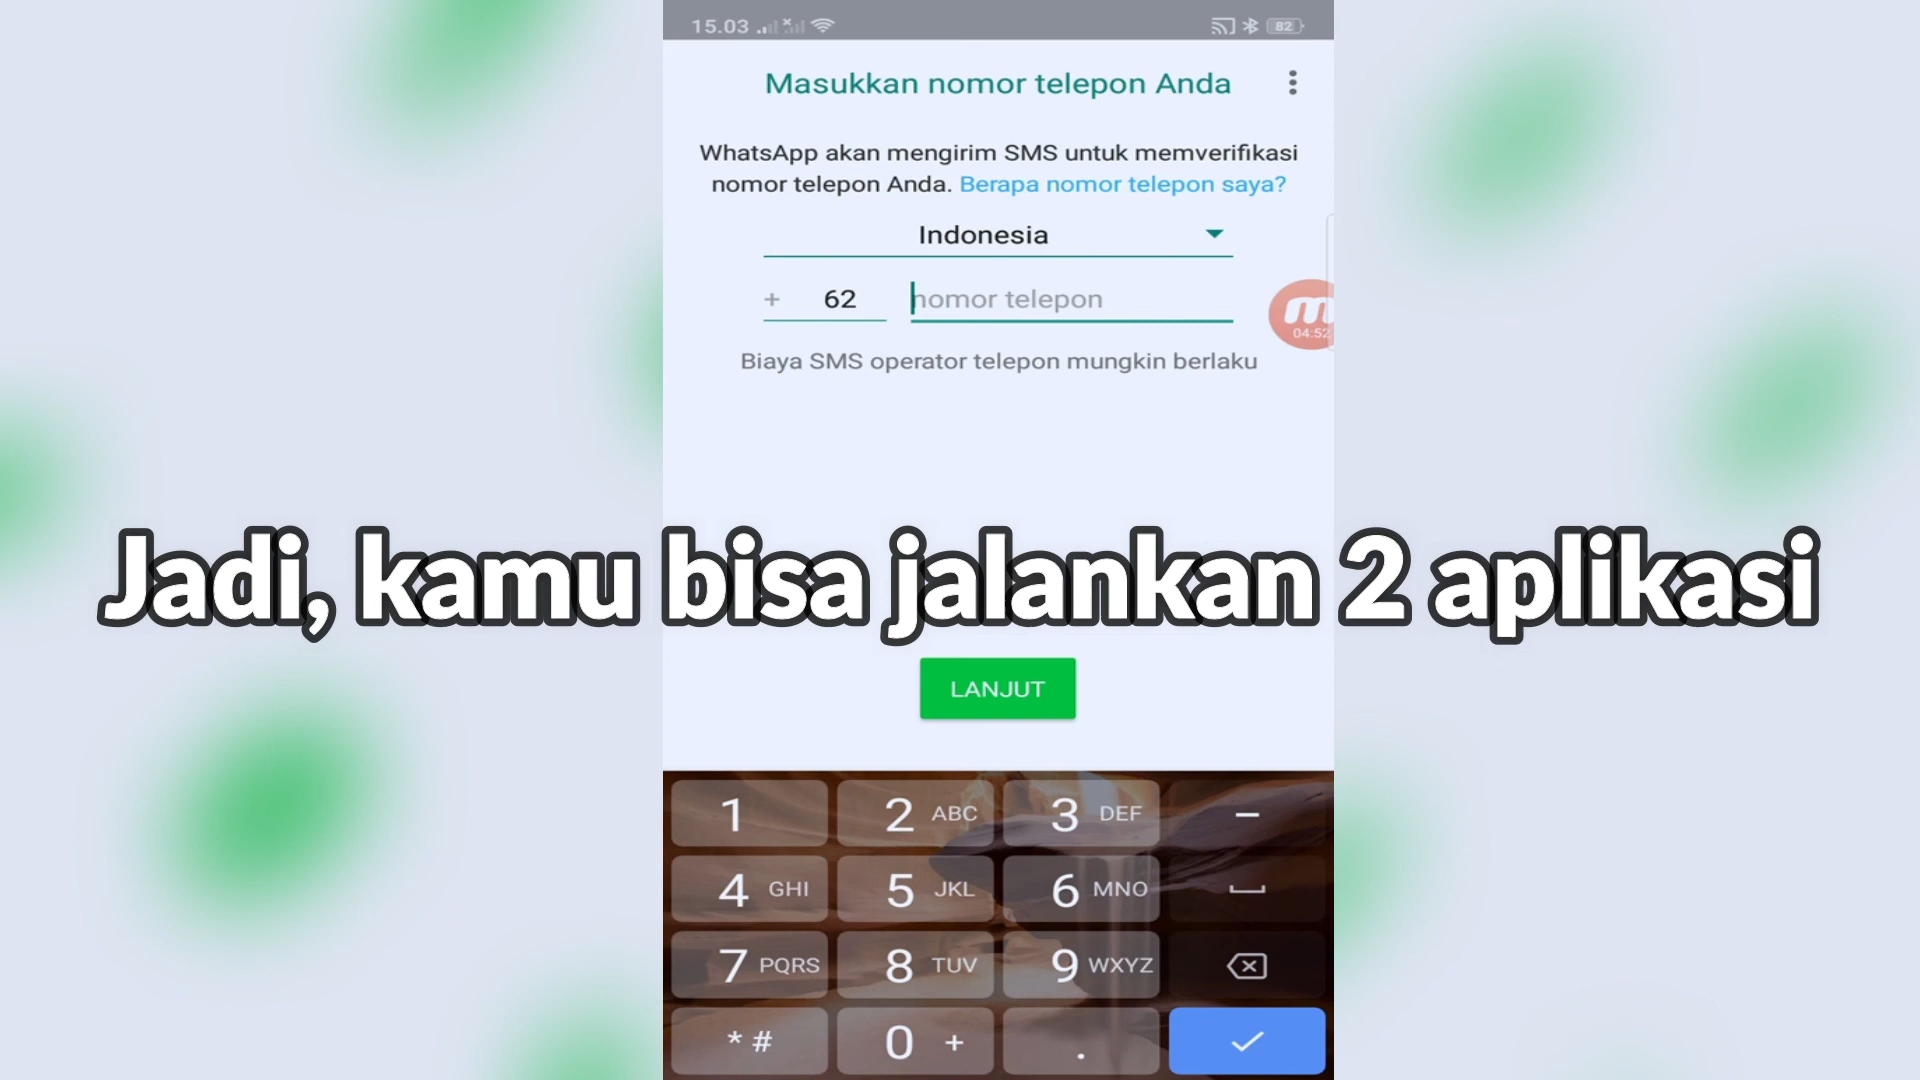 15.03
82
Masukkan nomor telepon Anda
WhatsApp akan mengirim SMS untuk memverifikasi
nomor telepon Anda. Berapa nomor telepon saya?
Indonesia
+ 62 nomor telepon
m
04:52
Biaya SMS operator telepon mungkin berlaku
Jadi, kamu bisa jalankan 2 aplikasi
LANJUT
1 2 ABC 3 DEF –
4 GHI 5 JKL 6 MNO
7 PQRS 8 TUV 9 WXYZ
* # 0 + .